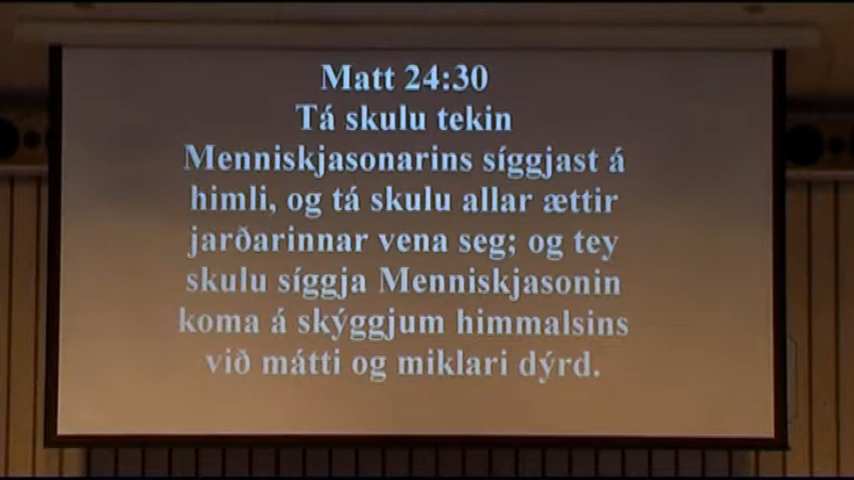 Matt 24:30
Tá skulu tekin
Menniskjasonarins síggjast á
himli, og tá skulu allar ættir
jarðarinnar vena seg; og tey
skulu síggja Menniskjasonin
koma á skýggjum himmalsins
við mátti og miklari dýrd.